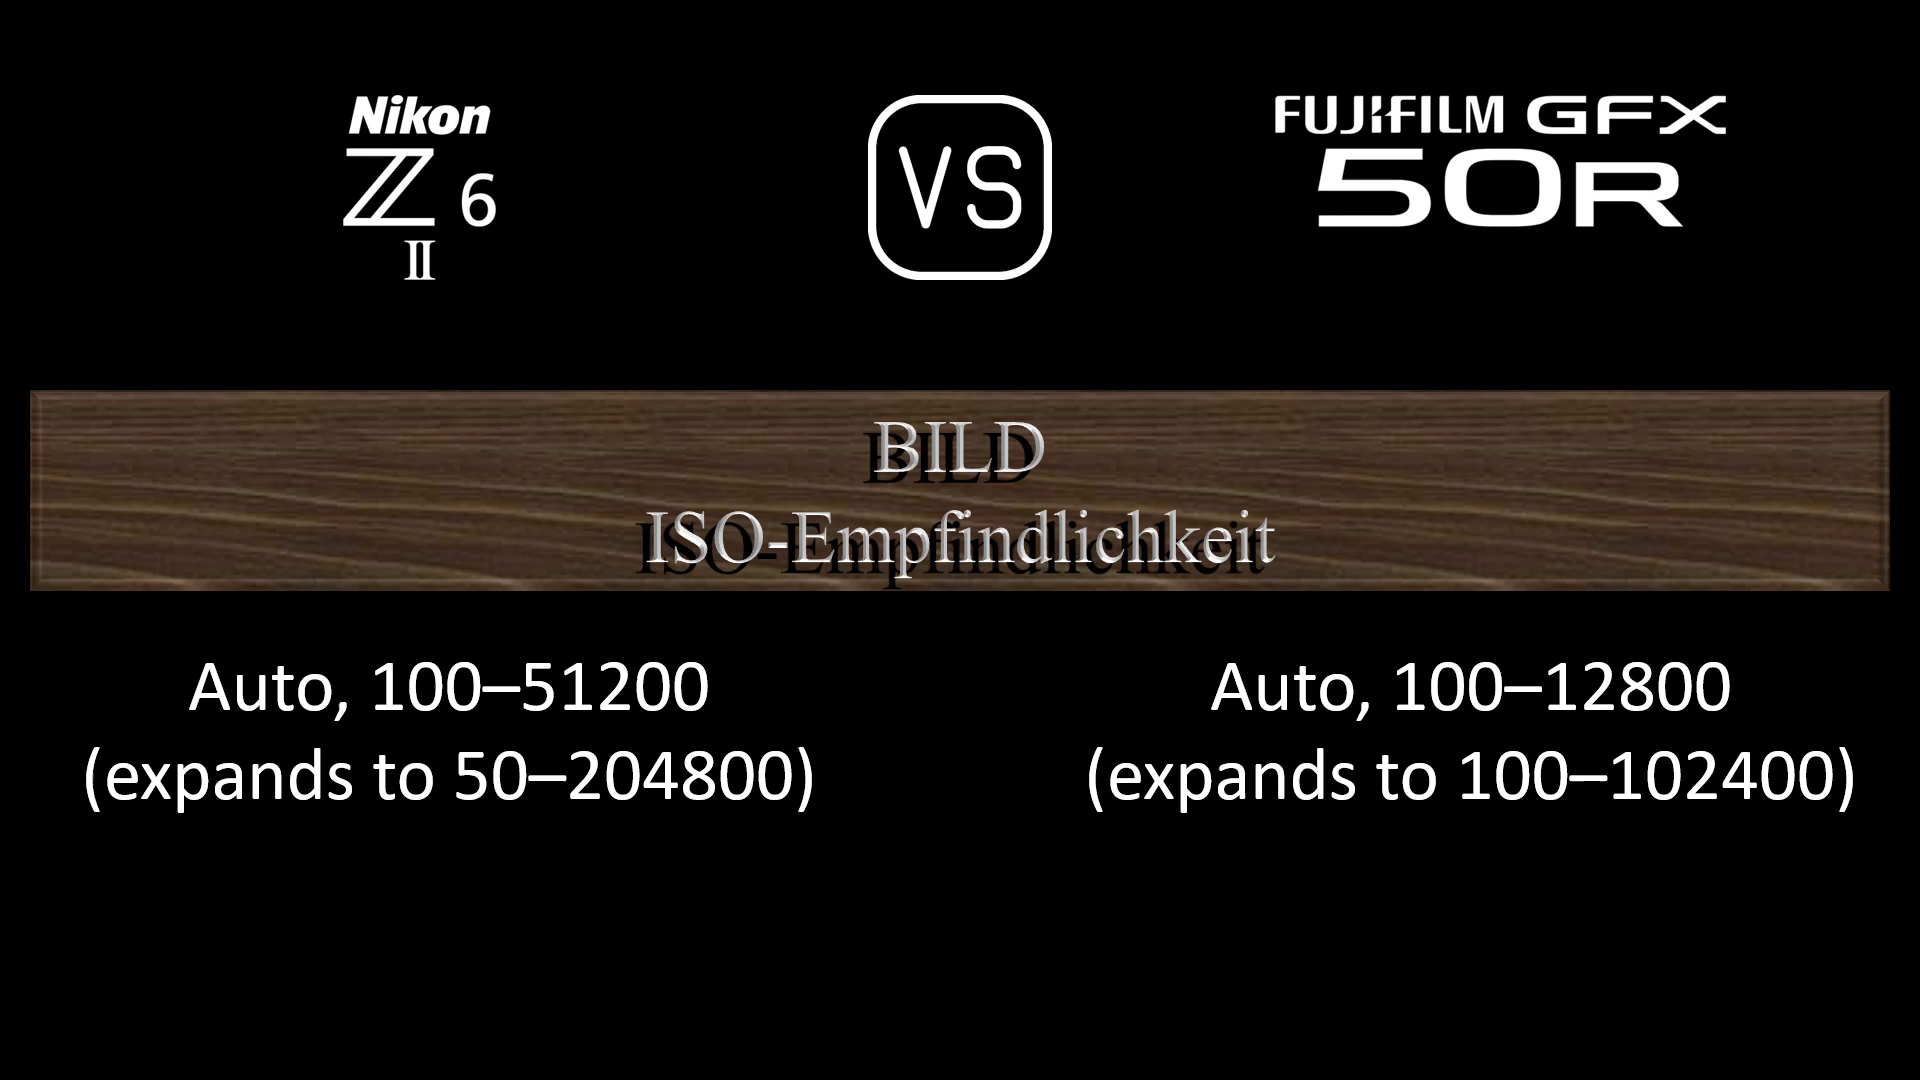 Nikon
Z 6
II
VS
FUJIFILM GFX
50R
BILD
ISO-Empfindlichkeit
Auto, 100–51200
(expands to 50–204800)
Auto, 100–12800
(expands to 100–102400)